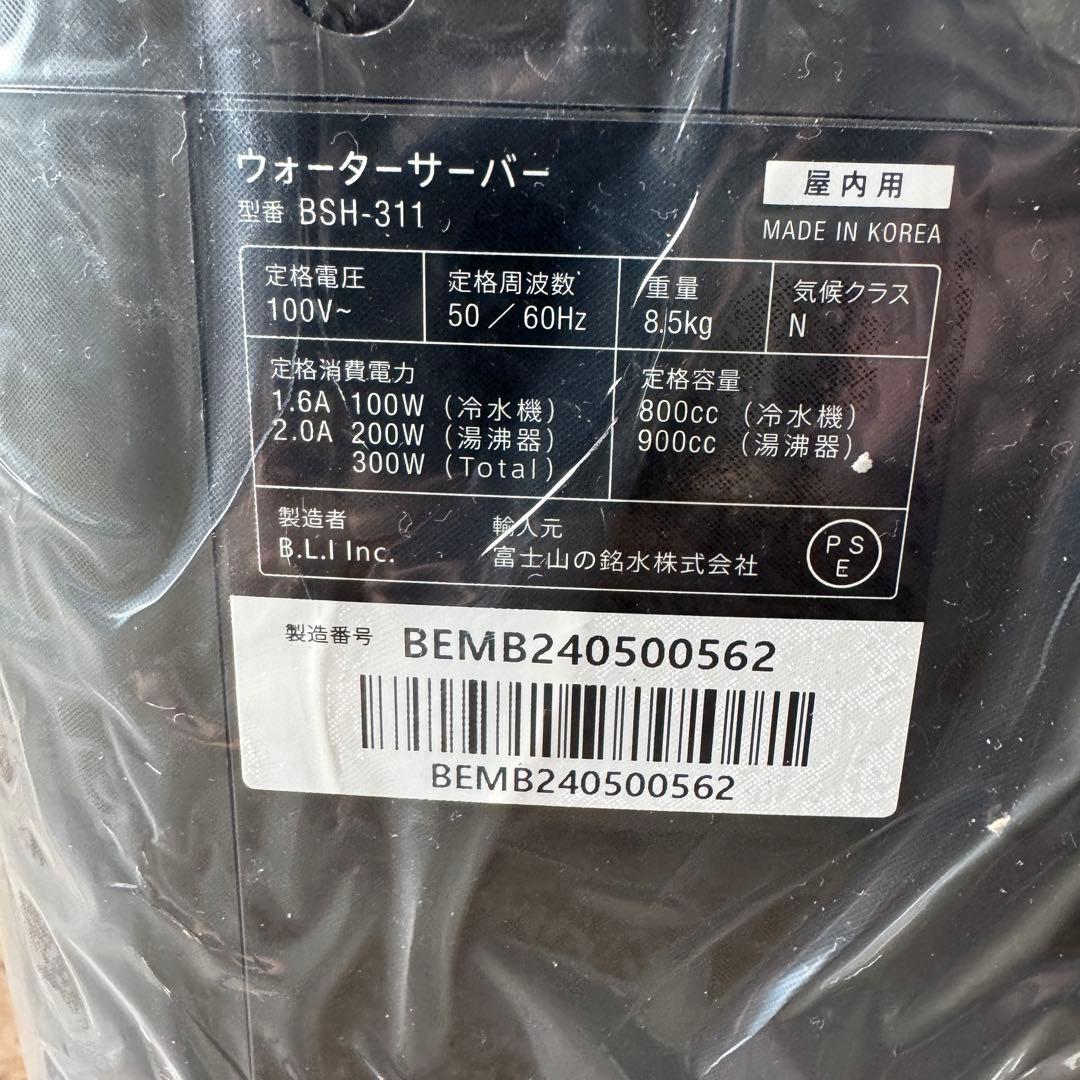 ウォーターサーバー
屋内用
型番 BSH-311
MADE IN KOREA
定格電圧
100V~
定格周波数
50 / 60Hz
重量
8.5kg
気候クラス
N
定格消費電力
1.6A 100W (冷水機)
2.0A 200W (湯沸器)
300W (Total)
定格容量
800cc (冷水機)
900cc (湯沸器)
製造者
B.L.I Inc.
輸入元
富士山の銘水株式会社
PS
E
製造番号 BEMB240500562
BEMB240500562